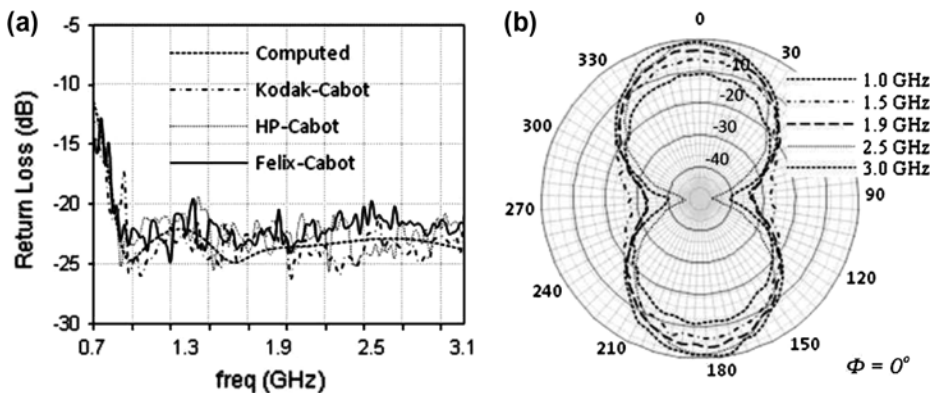 (a)
-5
-10
-15
-20
-25
-30
Return Loss (dB)
Computed
Kodak-Cabot
HP-Cabot
Felix-Cabot
0.7 1.3 1.9 2.5 3.1
freq (GHz)
(b)
0
30
90
120
150
180
210
240
270
300
330
-10
-20
-30
-40
1.0 GHz
1.5 GHz
1.9 GHz
2.5 GHz
3.0 GHz
Φ = 0°